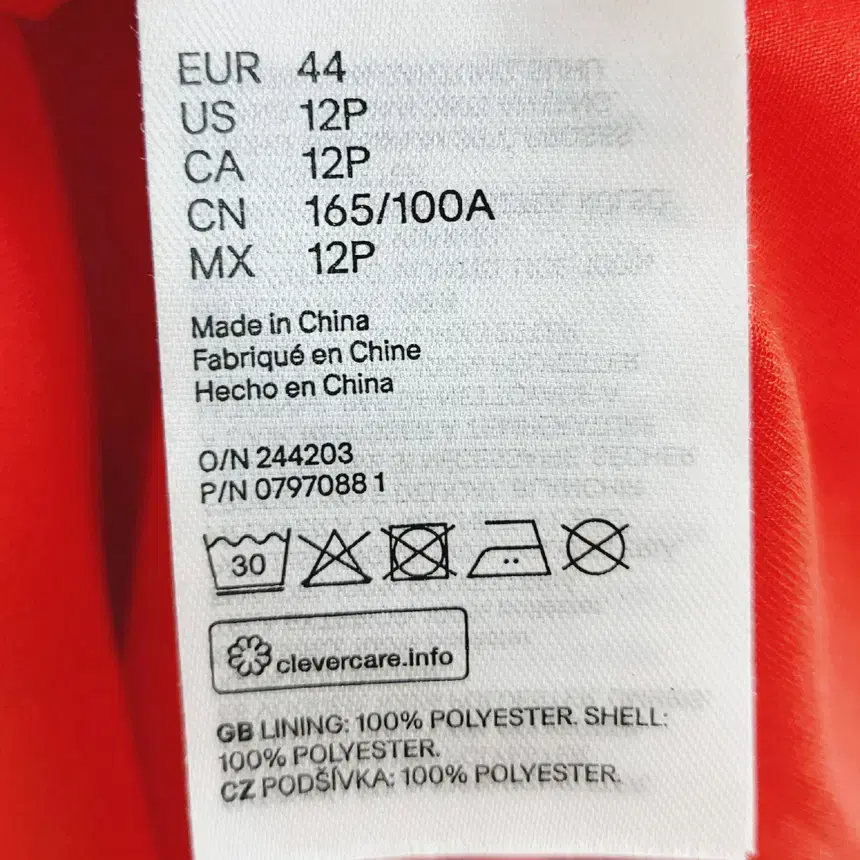 EUR 44
US 12P
CA 12P
CN 165/100A
MX 12P
Made in China
Fabriqué en Chine
Hecho en China
O/N 244203
P/N 0797088 1
30
clevercare.info
GB LINING: 100% POLYESTER. SHELL:
100% POLYESTER.
CZ PODŠÍVKA: 100% POLYESTER.